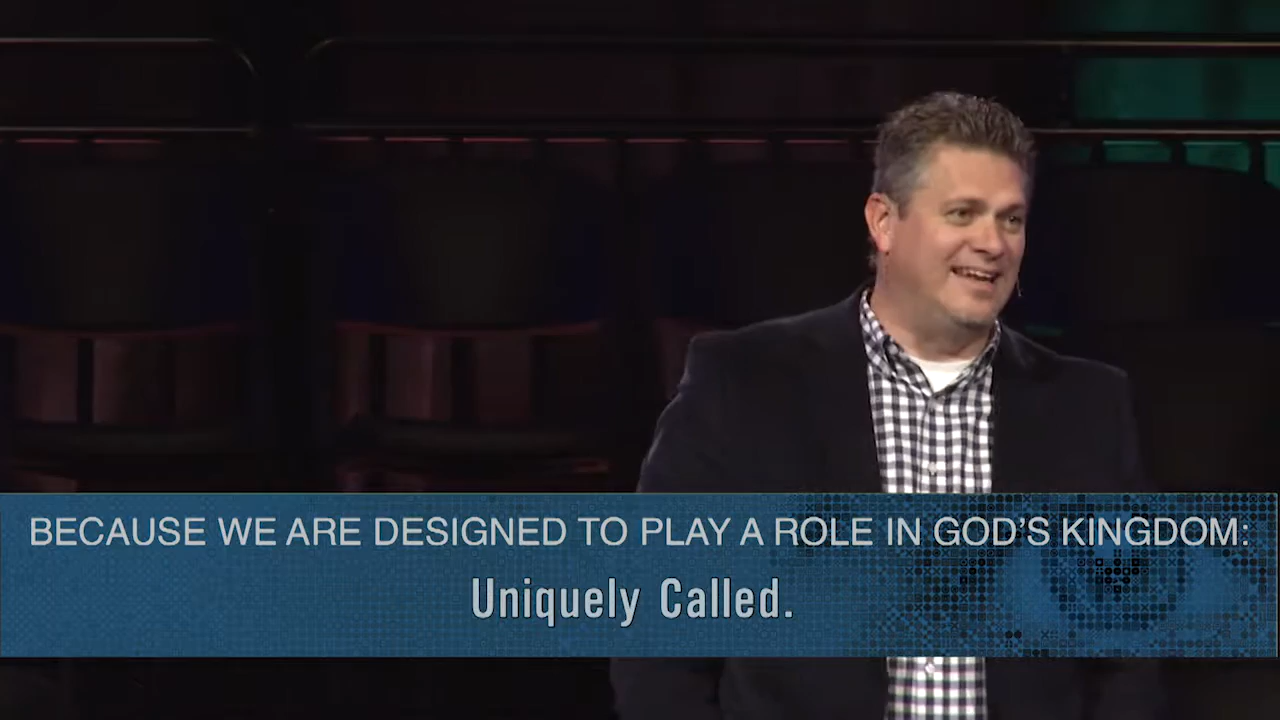 BECAUSE WE ARE DESIGNED TO PLAY A ROLE IN GOD'S KINGDOM:
Uniquely Called.